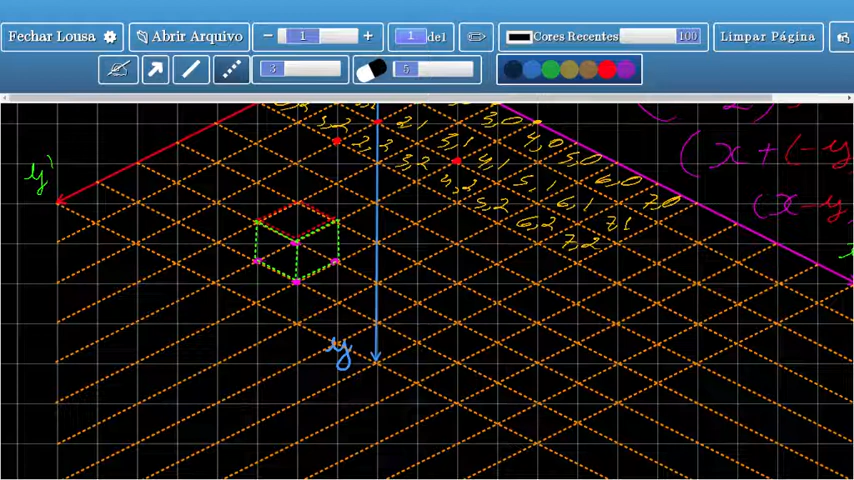 Fechar Lousa Abrir Arquivo − 1 + 1 de1 Cores Recentes 100 Limpar Página
3 5
3,2 2,1 3,0
2,2 3,1 4,0
3,2 4,1 5,0
4,2 5,1 6,0
5,2 6,1 7,0
6,2 7,1
7,2
(x + (-y
(x - y
y'
y